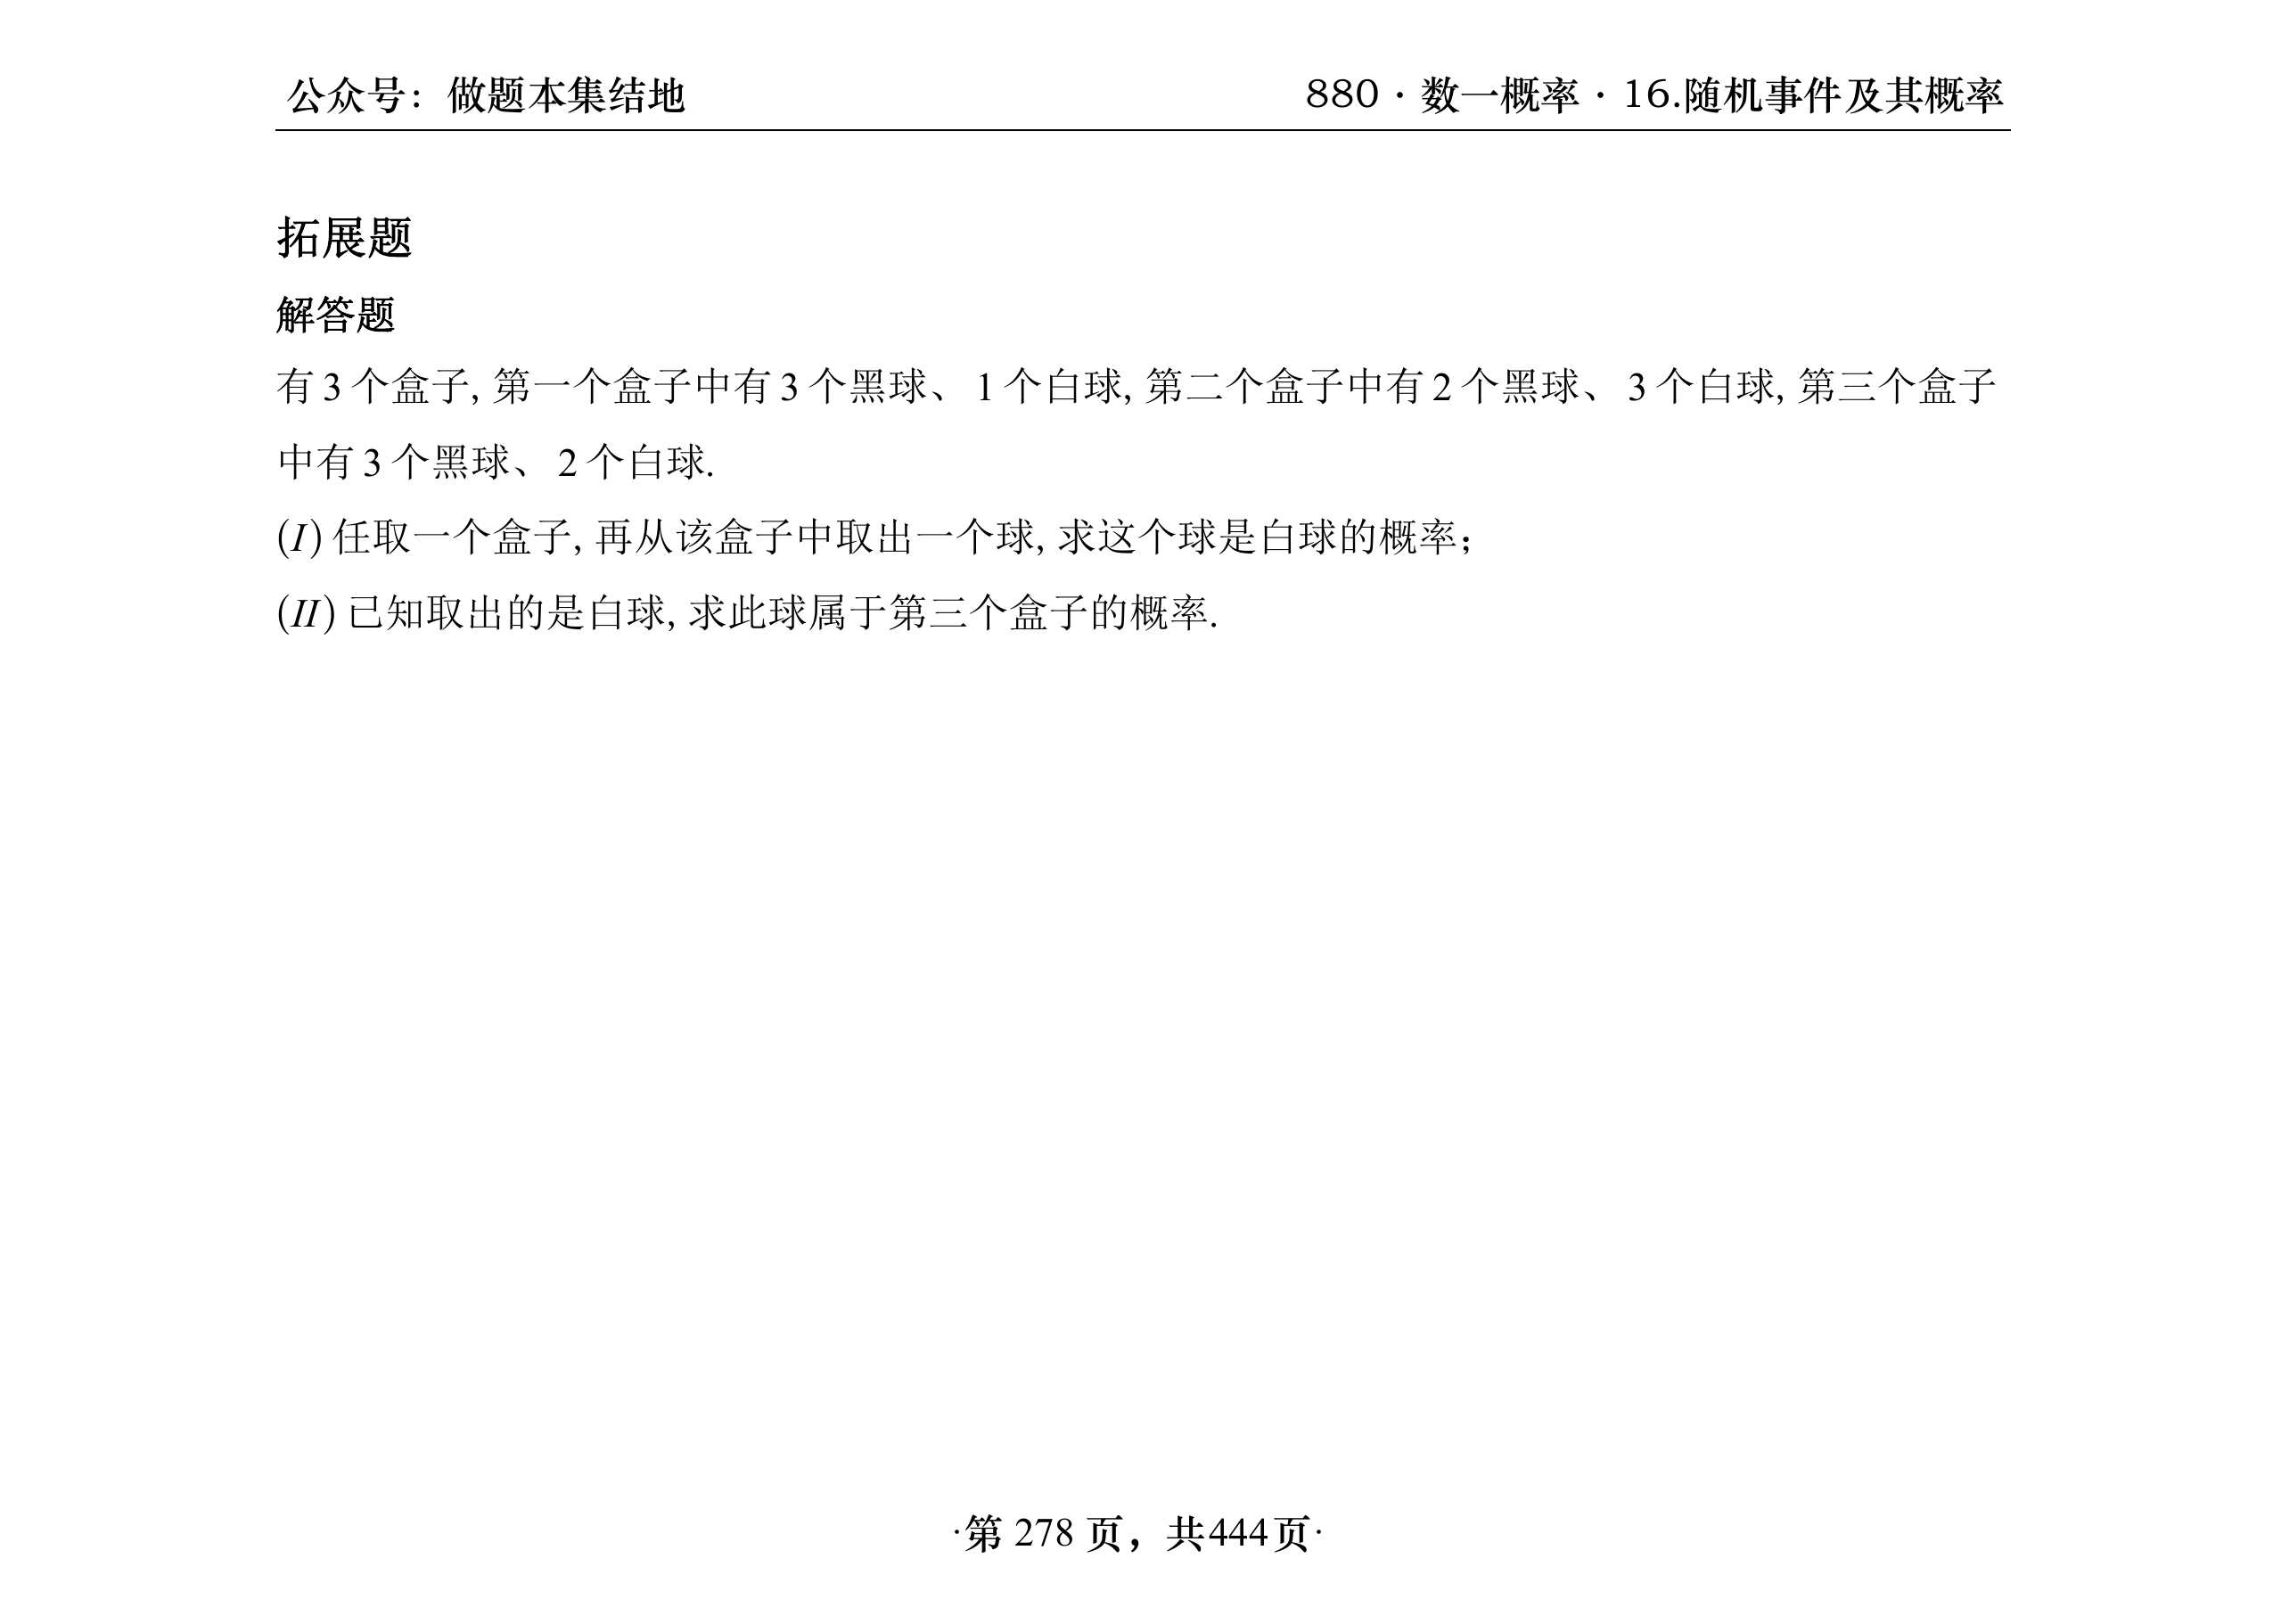 公众号：做题本集结地
880 · 数一概率 · 16.随机事件及其概率
拓展题
解答题
有 3 个盒子, 第一个盒子中有 3 个黑球、 1 个白球, 第二个盒子中有 2 个黑球、 3 个白球, 第三个盒子
中有 3 个黑球、 2 个白球.
(I) 任取一个盒子, 再从该盒子中取出一个球, 求这个球是白球的概率；
(II) 已知取出的是白球, 求此球属于第三个盒子的概率.
·第 278 页，共444页·